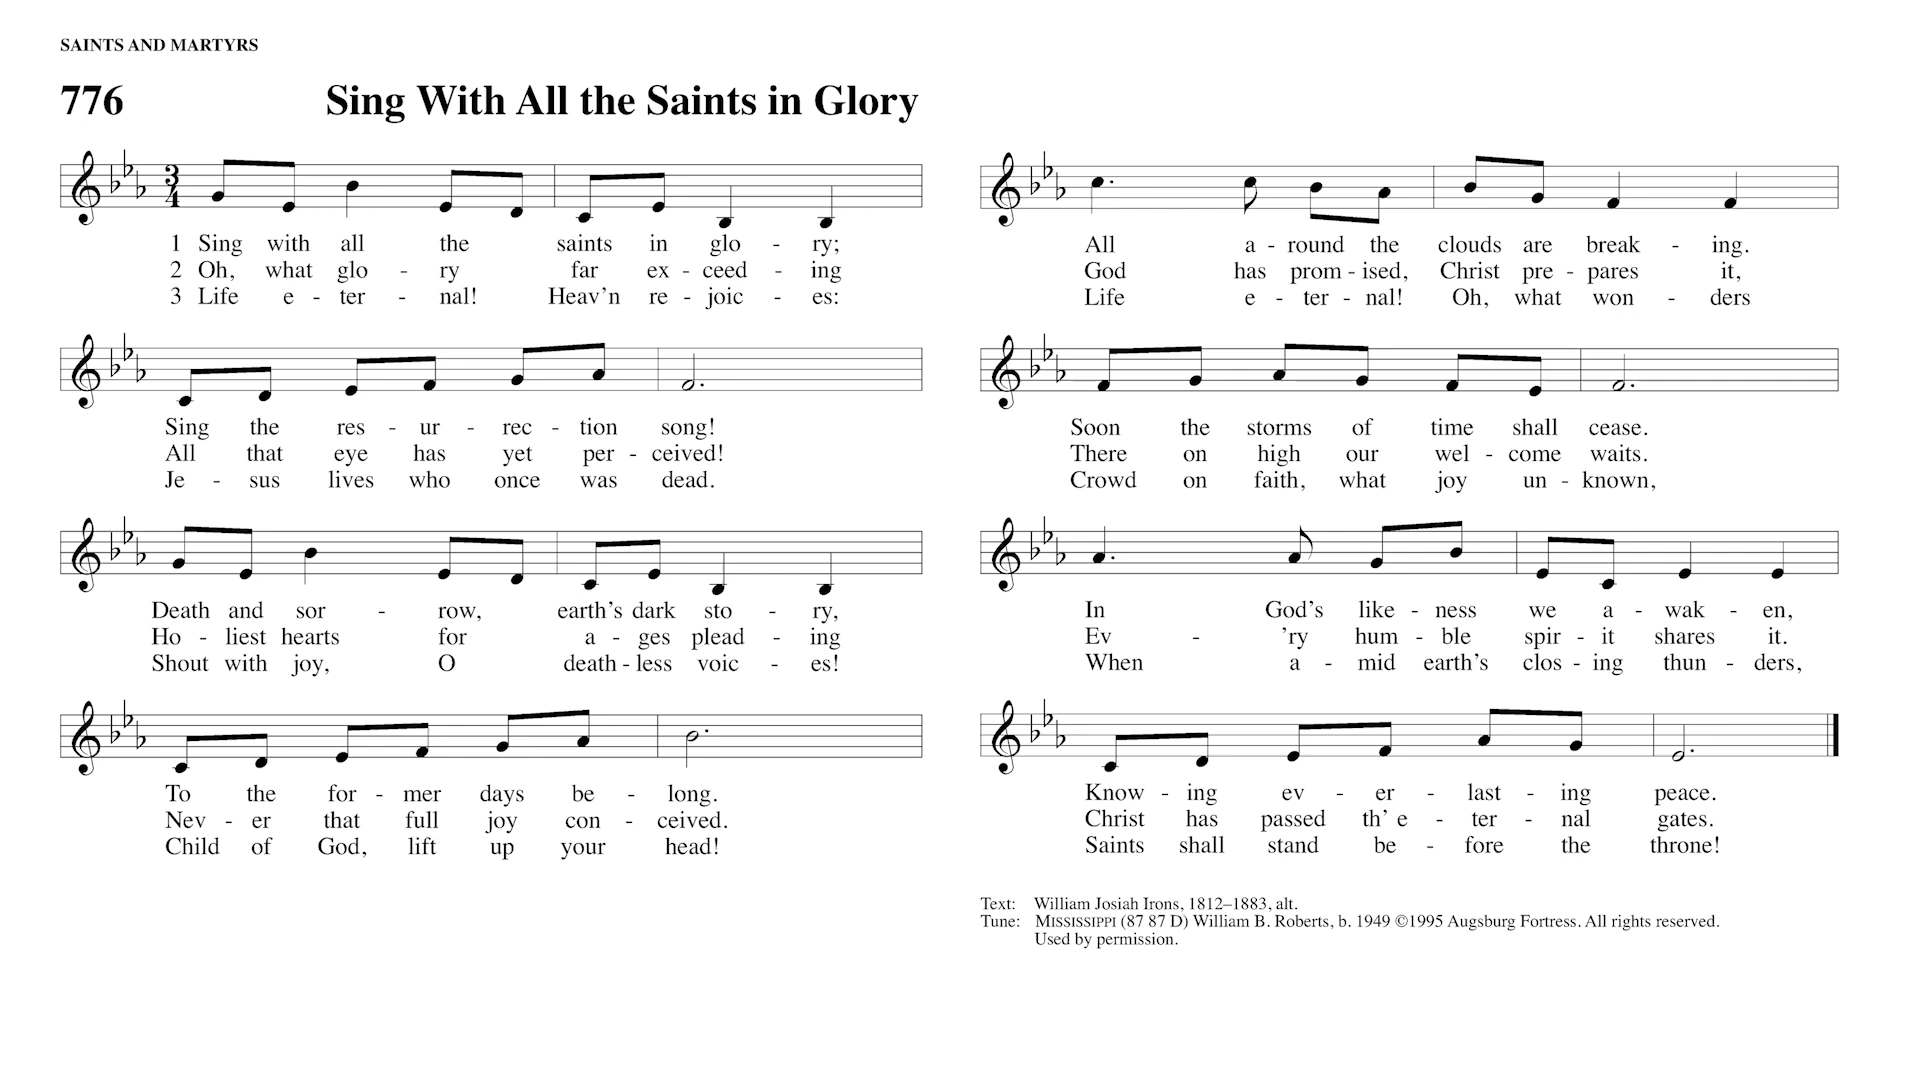 SAINTS AND MARTYRS
776 Sing With All the Saints in Glory
3
4
1 Sing with all the saints in glo - ry;
2 Oh, what glo - ry far ex - ceed - ing
3 Life e - ter - nal! Heav'n re - joic - es:
Sing the res - ur - rec - tion song!
All that eye has yet per - ceived!
Je - sus lives who once was dead.
Death and sor - row, earth's dark sto - ry,
Ho - liest hearts for a - ges plead - ing
Shout with joy, O death - less voic - es!
To the for - mer days be - long.
Nev - er that full joy con - ceived.
Child of God, lift up your head!
All a - round the clouds are break - ing.
God has prom - ised, Christ pre - pares it,
Life e - ter - nal! Oh, what won - ders
Soon the storms of time shall cease.
There on high our wel - come waits.
Crowd on faith, what joy un - known,
In God's like - ness we a - wak - en,
Ev - 'ry hum - ble spir - it shares it.
When a - mid earth's clos - ing thun - ders,
Know - ing ev - er - last - ing peace.
Christ has passed th' e - ter - nal gates.
Saints shall stand be - fore the throne!
Text: William Josiah Irons, 1812–1883, alt.
Tune: MISSISSIPPI (87 87 D) William B. Roberts, b. 1949 ©1995 Augsburg Fortress. All rights reserved.
Used by permission.